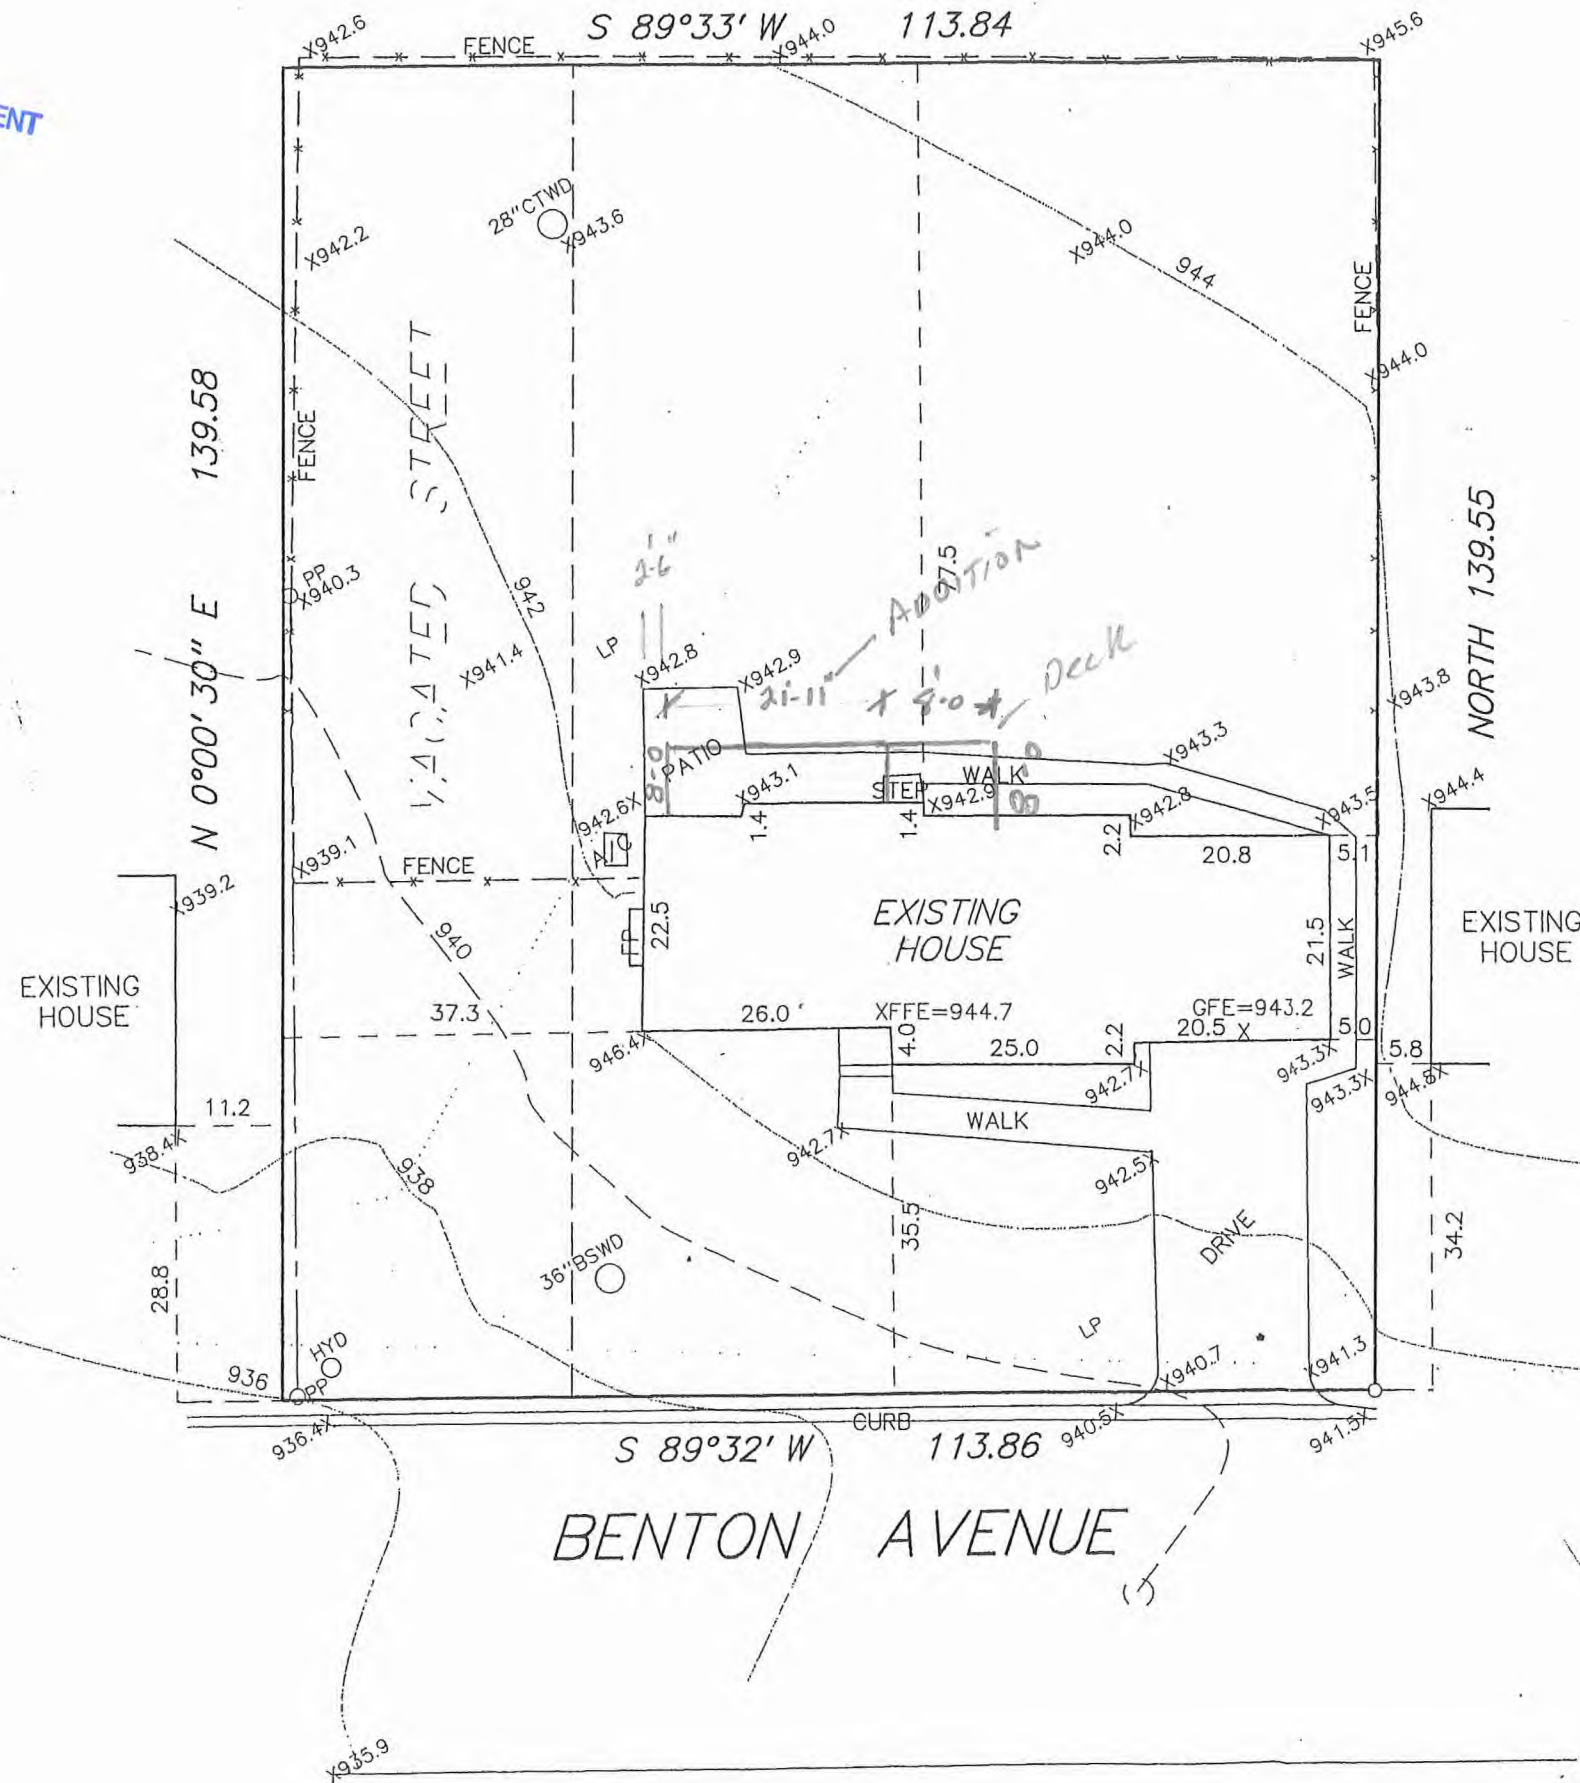 S 89°33' W 113.84
X942.6
FENCE
X944.0
X945.6
ENT
28"CTWD
X943.6
X942.2
X944.0
944
FENCE
X944.0
139.58
FENCE
VACATED STREET
N 0°00'30" E
PP
X940.3
942
X941.4
LP
2'-6"
77.5
Addition
NORTH 139.55
X942.8
X942.9
21'-11"
8'-0
Deck
X943.8
8-0
PATIO
X943.3
WALK
8-0
STEP
X943.1
X942.9
X942.8
X943.5
X944.4
942.6X
A/C
1.4
1.4
2.2
20.8
5.1
X939.1
FENCE
X939.2
940
FP
22.5
EXISTING
HOUSE
21.5
WALK
EXISTING
HOUSE
EXISTING
HOUSE
37.3
26.0
XFFE=944.7
GFE=943.2
20.5 X
5.0
946.4X
4.0
25.0
2.2
942.7X
943.3X
943.3X
5.8
944.5X
11.2
938.4X
938
942.7X
WALK
942.5X
35.5
DRIVE
34.2
28.8
36"BSWD
LP
HYD
936
PP
X940.7
X941.3
936.4X
CURB
940.5X
941.5X
S 89°32' W 113.86
BENTON AVENUE
X935.9